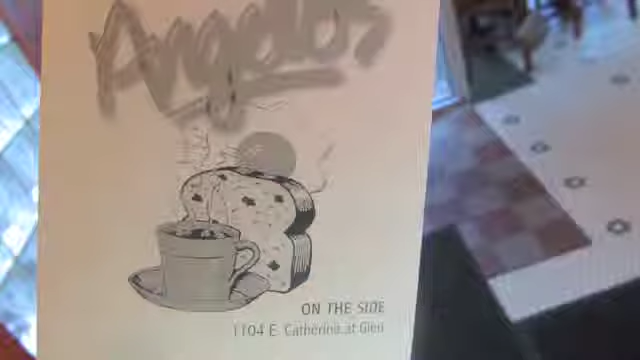 Angelo's
ON THE SIDE
1104 E. Catherine at Glen